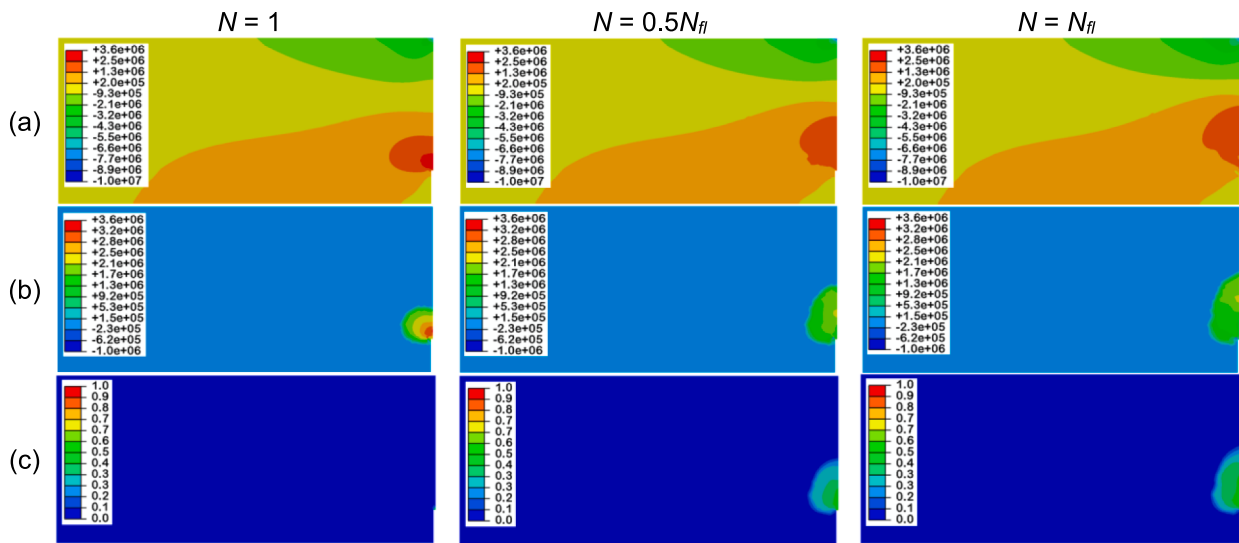 N = 1 N = 0.5Nfl N = Nfl
(a)
+3.6e+06
+2.5e+06
+1.3e+06
+2.0e+05
-9.3e+05
-2.1e+06
-3.2e+06
-4.3e+06
-5.5e+06
-6.6e+06
-7.7e+06
-8.9e+06
-1.0e+07
+3.6e+06
+2.5e+06
+1.3e+06
+2.0e+05
-9.3e+05
-2.1e+06
-3.2e+06
-4.3e+06
-5.5e+06
-6.6e+06
-7.7e+06
-8.9e+06
-1.0e+07
+3.6e+06
+2.5e+06
+1.3e+06
+2.0e+05
-9.3e+05
-2.1e+06
-3.2e+06
-4.3e+06
-5.5e+06
-6.6e+06
-7.7e+06
-8.9e+06
-1.0e+07
(b)
+3.6e+06
+3.2e+06
+2.8e+06
+2.5e+06
+2.1e+06
+1.7e+06
+1.3e+06
+9.2e+05
+5.3e+05
+1.5e+05
-2.3e+05
-6.2e+05
-1.0e+06
+3.6e+06
+3.2e+06
+2.8e+06
+2.5e+06
+2.1e+06
+1.7e+06
+1.3e+06
+9.2e+05
+5.3e+05
+1.5e+05
-2.3e+05
-6.2e+05
-1.0e+06
+3.6e+06
+3.2e+06
+2.8e+06
+2.5e+06
+2.1e+06
+1.7e+06
+1.3e+06
+9.2e+05
+5.3e+05
+1.5e+05
-2.3e+05
-6.2e+05
-1.0e+06
(c)
1.0
0.9
0.8
0.7
0.6
0.5
0.4
0.3
0.3
0.2
0.2
0.1
0.0
1.0
0.9
0.8
0.7
0.6
0.5
0.4
0.3
0.3
0.2
0.2
0.1
0.0
1.0
0.9
0.8
0.7
0.6
0.5
0.4
0.3
0.3
0.2
0.2
0.1
0.0